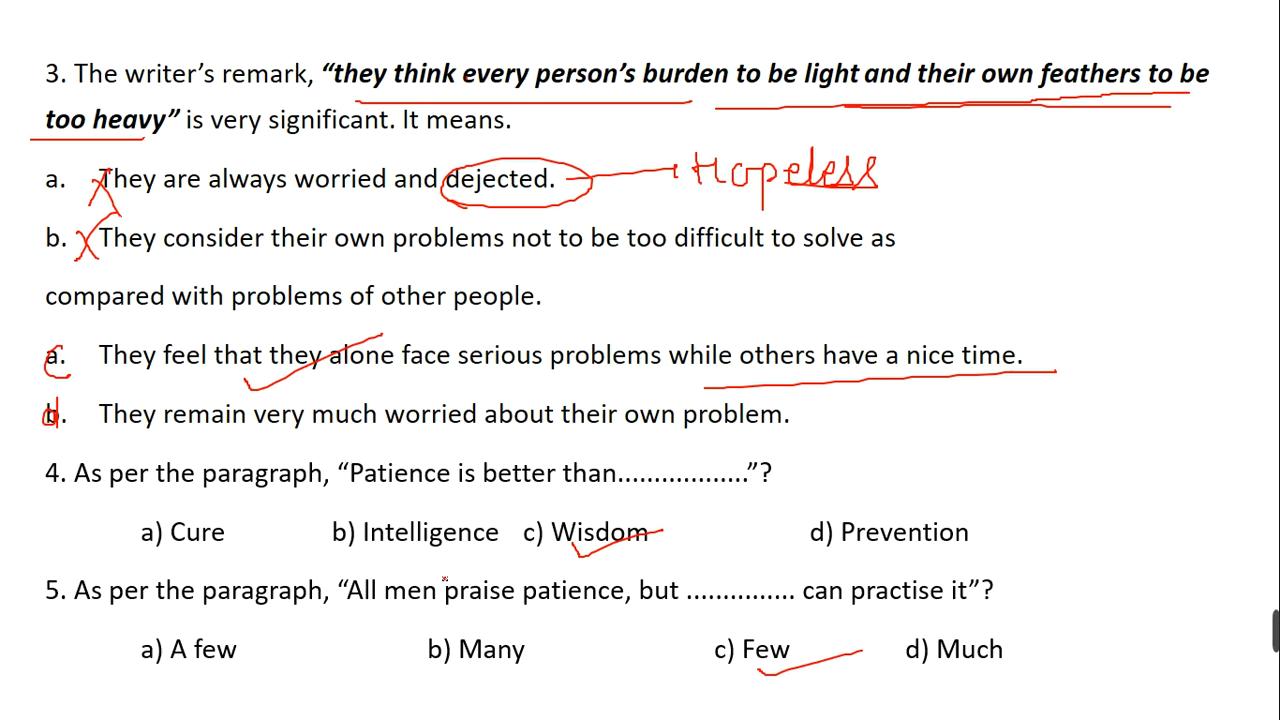 3. The writer’s remark, “they think every person’s burden to be light and their own feathers to be
too heavy” is very significant. It means.
a. They are always worried and dejected. Hopeless
b. They consider their own problems not to be too difficult to solve as
compared with problems of other people.
c. They feel that they alone face serious problems while others have a nice time.
d. They remain very much worried about their own problem.
4. As per the paragraph, “Patience is better than..................”?
a) Cure b) Intelligence c) Wisdom d) Prevention
5. As per the paragraph, “All men praise patience, but ............... can practise it”?
a) A few b) Many c) Few d) Much